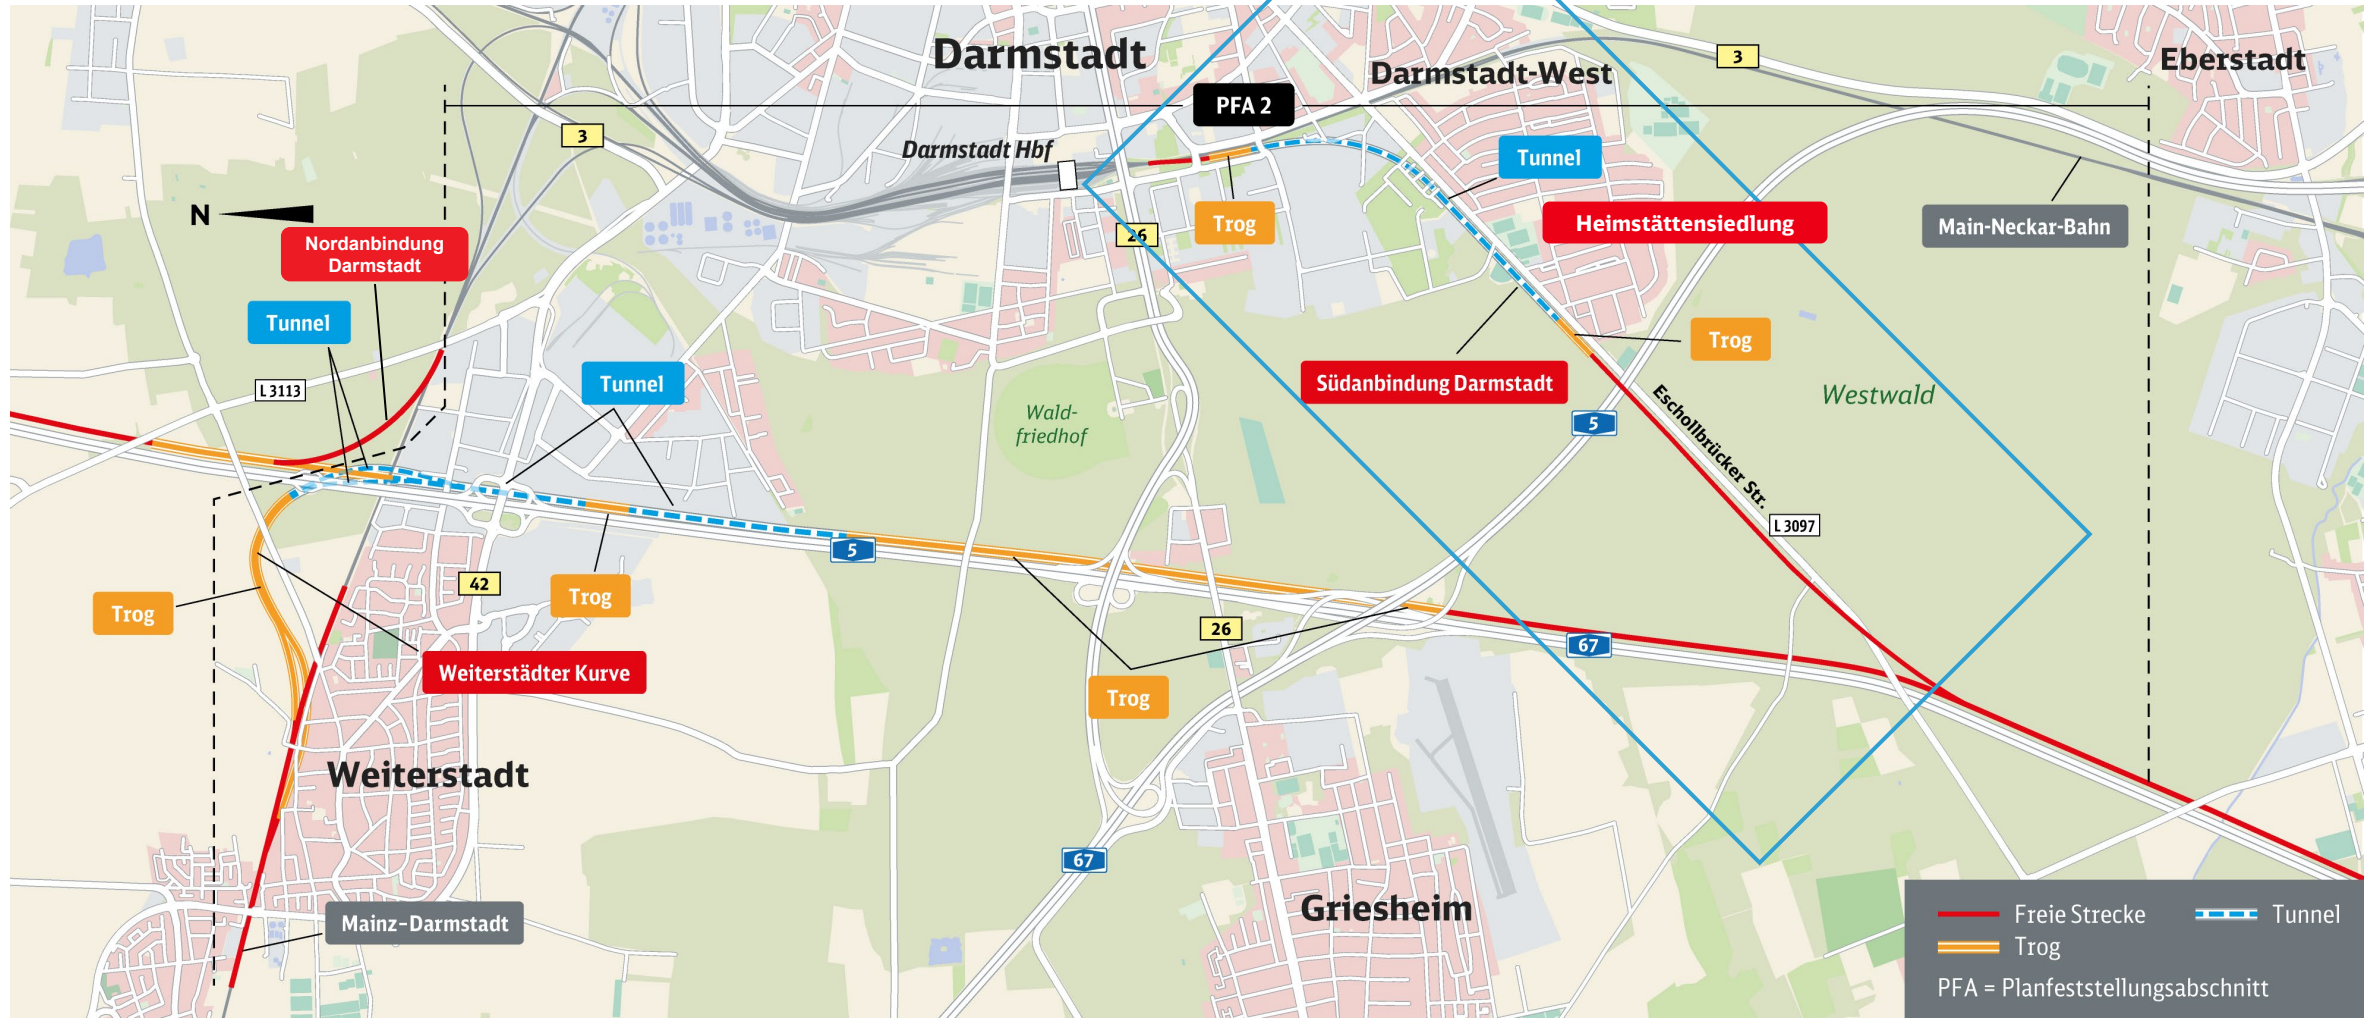 Darmstadt
Darmstadt-West
3
Eberstadt
PFA 2
3
Darmstadt Hbf
Tunnel
N
Trog
Heimstättensiedlung
Main-Neckar-Bahn
26
Nordanbindung
Darmstadt
Tunnel
Trog
L 3113
Tunnel
Südanbindung Darmstadt
Westwald
Wald-
friedhof
5
Eschollbrücker Str.
L 3097
5
42
Trog
Trog
26
67
Weiterstädter Kurve
Trog
Weiterstadt
67
Griesheim
Mainz-Darmstadt
Freie Strecke
Tunnel
Trog
PFA = Planfeststellungsabschnitt